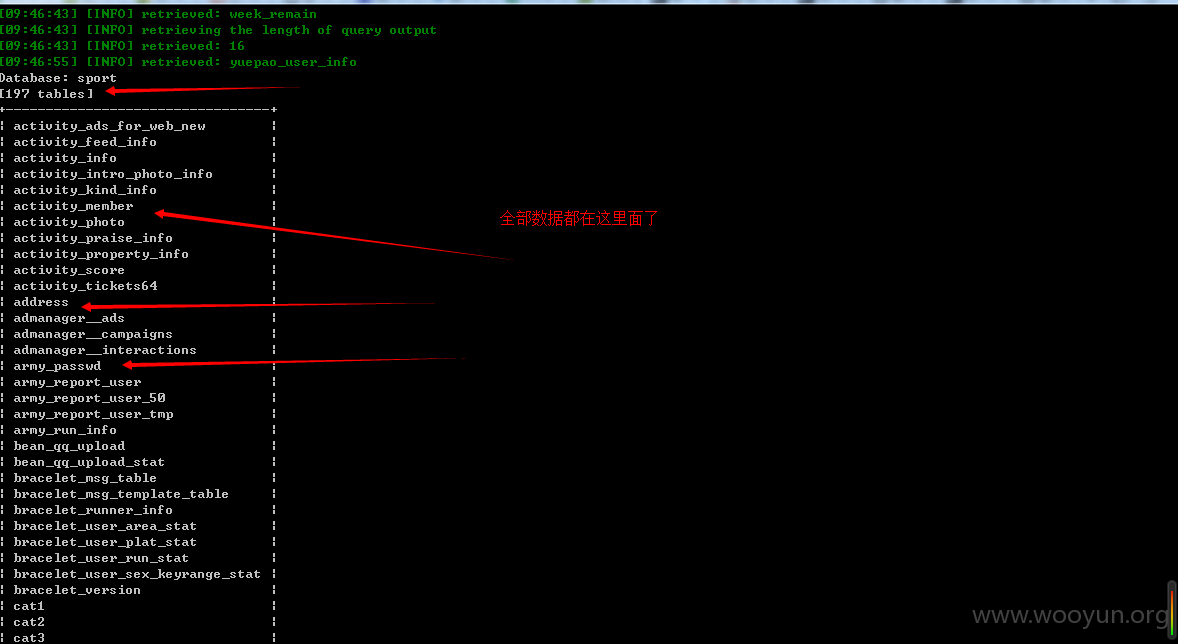 [09:46:43] [INFO] retrieved: week_remain
[09:46:43] [INFO] retrieving the length of query output
[09:46:43] [INFO] retrieved: 16
[09:46:55] [INFO] retrieved: yuepao_user_info
Database: sport
[197 tables]
+---------------------------------+
| activity_ads_for_web_new |
| activity_feed_info |
| activity_info |
| activity_intro_photo_info |
| activity_kind_info |
| activity_member |
| activity_photo |
全部数据都在这里面了
| activity_praise_info |
| activity_property_info |
| activity_score |
| activity_tickets64 |
| address |
| admanager__ads |
| admanager__campaigns |
| admanager__interactions |
| army_passwd |
| army_report_user |
| army_report_user_50 |
| army_report_user_tmp |
| army_run_info |
| bean_qq_upload |
| bean_qq_upload_stat |
| bracelet_msg_table |
| bracelet_msg_template_table |
| bracelet_runner_info |
| bracelet_user_area_stat |
| bracelet_user_plat_stat |
| bracelet_user_run_stat |
| bracelet_user_sex_keyrange_stat |
| bracelet_version |
| cat1 |
| cat2 |
| cat3 |
www.wooyun.org